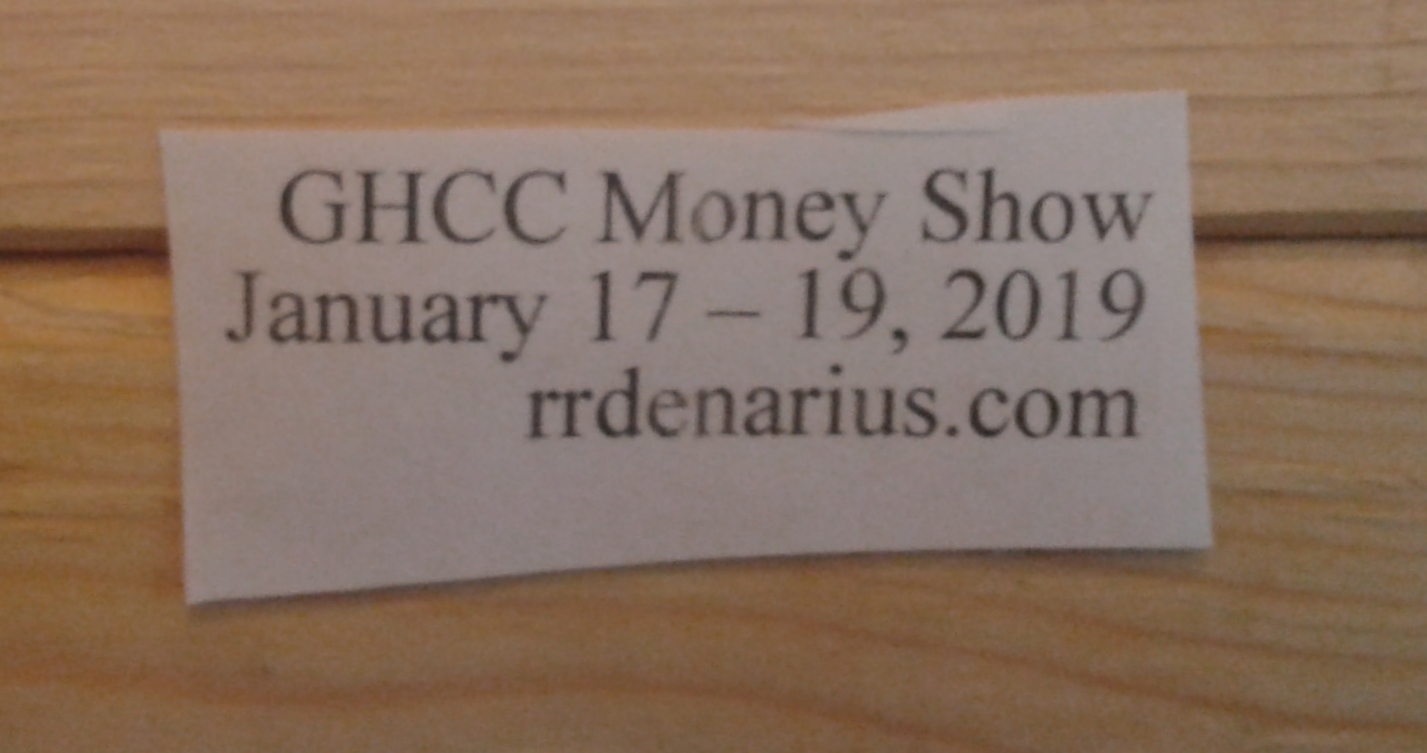 GHCC Money Show
January 17 – 19, 2019
rrdenarius.com